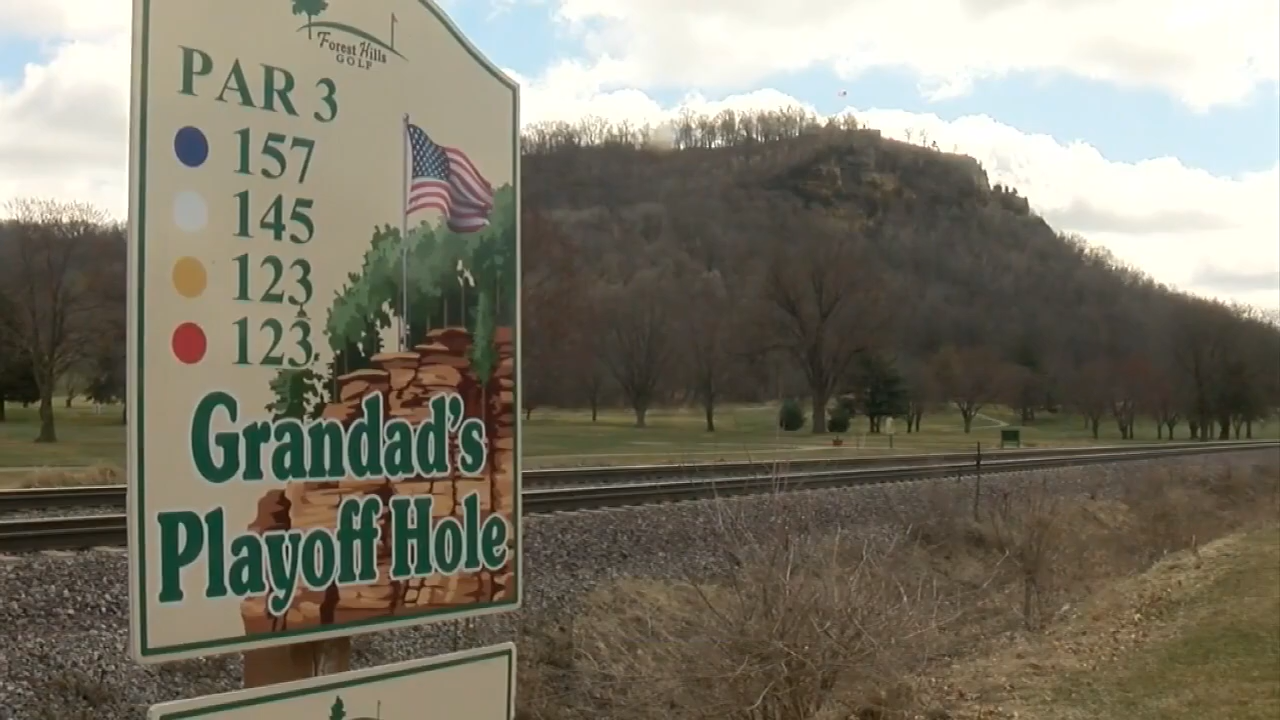 Forest Hills
GOLF
PAR 3
157
145
123
123
Grandad's
Playoff Hole